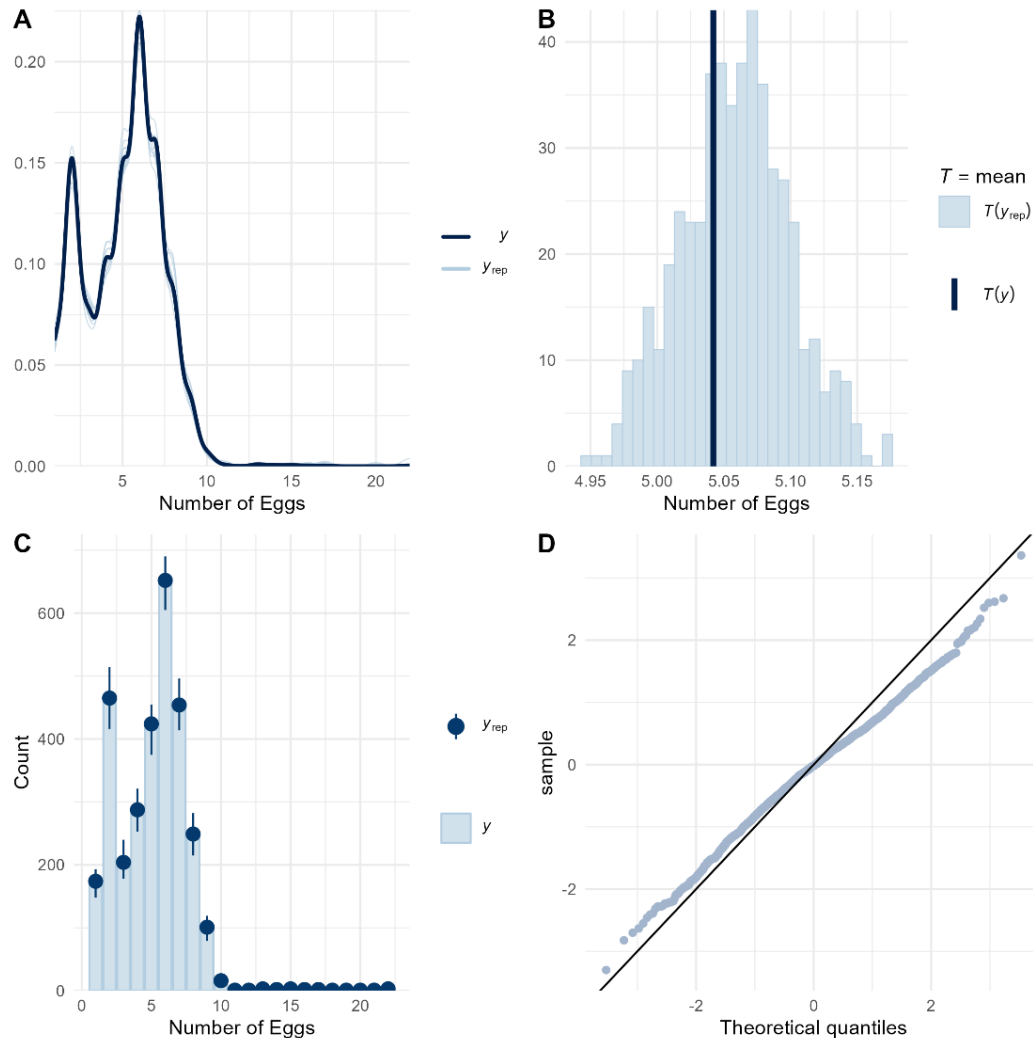 A
0.20
0.15
0.10
0.05
0.00
5 10 15 20
Number of Eggs
y
yrep
B
40
30
20
10
0
4.95 5.00 5.05 5.10 5.15
Number of Eggs
T = mean
T(yrep)
T(y)
C
600
400
200
0
Count
0 5 10 15 20
Number of Eggs
yrep
y
D
2
0
-2
sample
-2 0 2
Theoretical quantiles